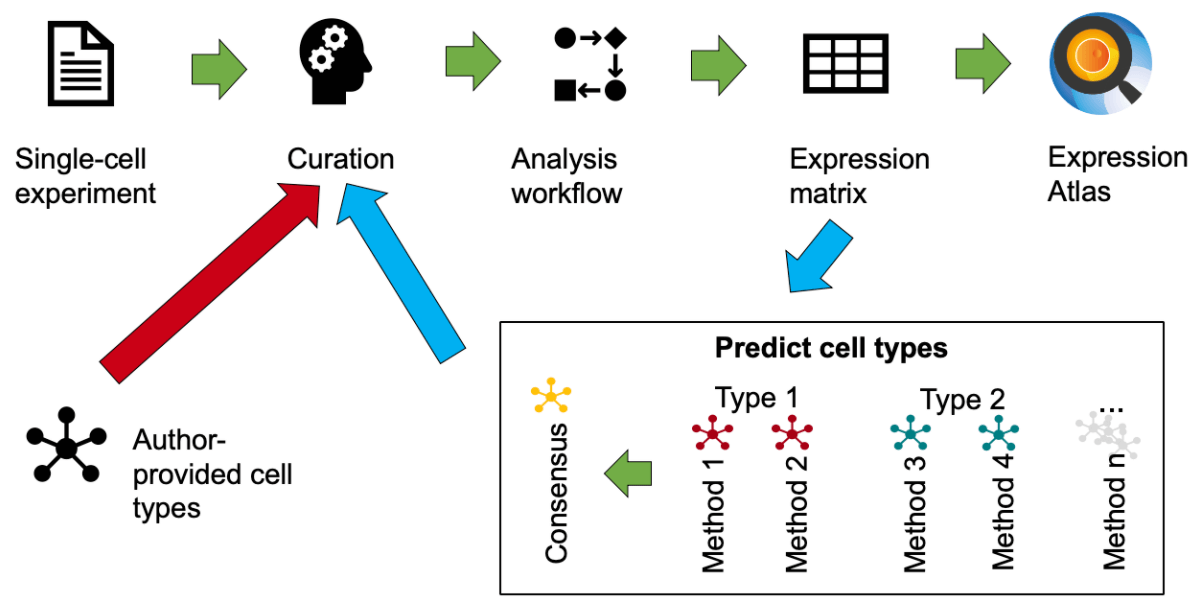 Single-cell
experiment
Curation
Analysis
workflow
Expression
matrix
Expression
Atlas
Author-
provided cell
types
Predict cell types
Type 1
Type 2
...
Consensus
Method 1
Method 2
Method 3
Method 4
Method n